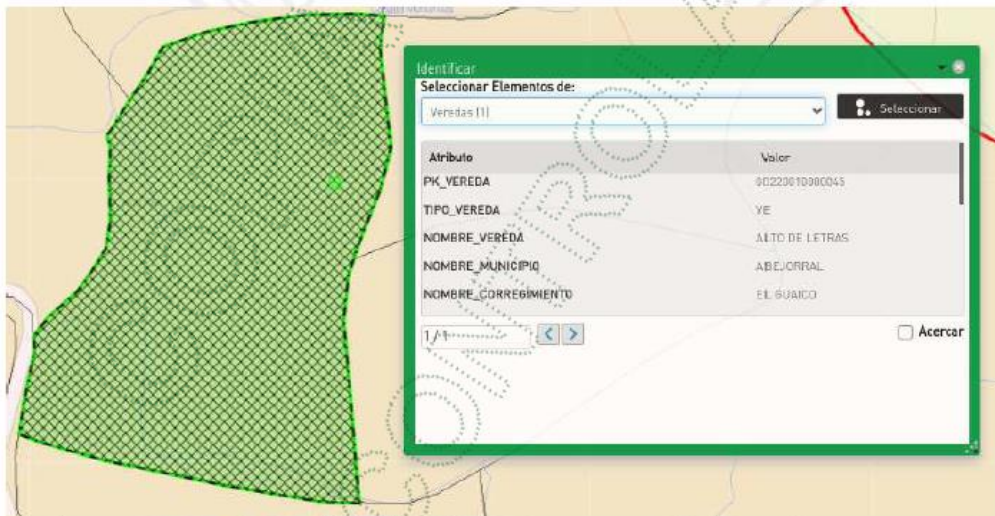 Identificar
Seleccionar Elementos de:
Veredas (1)
Seleccionar
Atributo Valor
PK_VEREDA
TIPO_VEREDA VE
NOMBRE_VEREDA ALTO DE LETRAS
NOMBRE_MUNICIPIO ABEJORRAL
NOMBRE_CORREGIMIENTO EL GUAICO
1 / 1 < >
Acercar